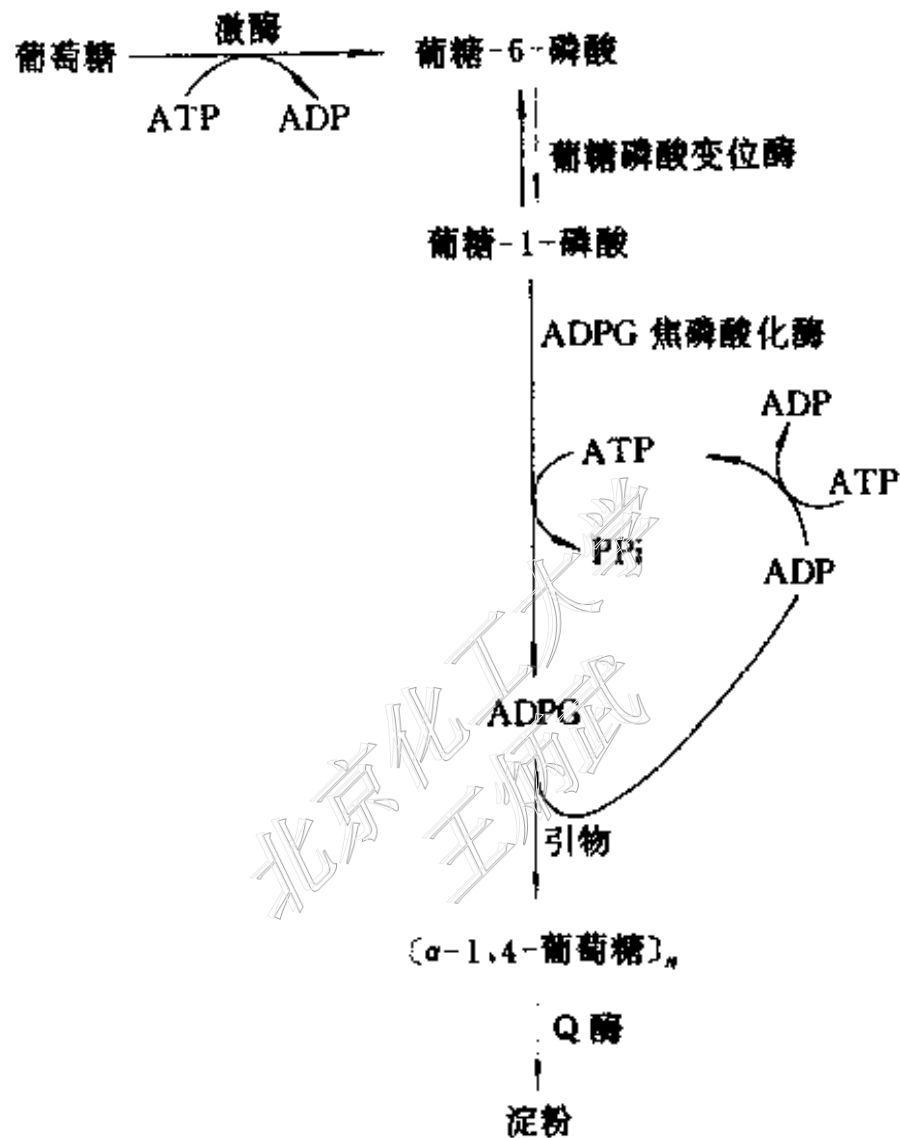 激酶
葡萄糖
葡糖-6-磷酸
ATP
ADP
葡糖磷酸变位酶
葡糖-1-磷酸
ADPG 焦磷酸化酶
ADP
ATP
ATP
PPi
ADP
ADPG
引物
〔α-1、4-葡萄糖〕n
Q 酶
淀粉
北京化工大学
王炳武